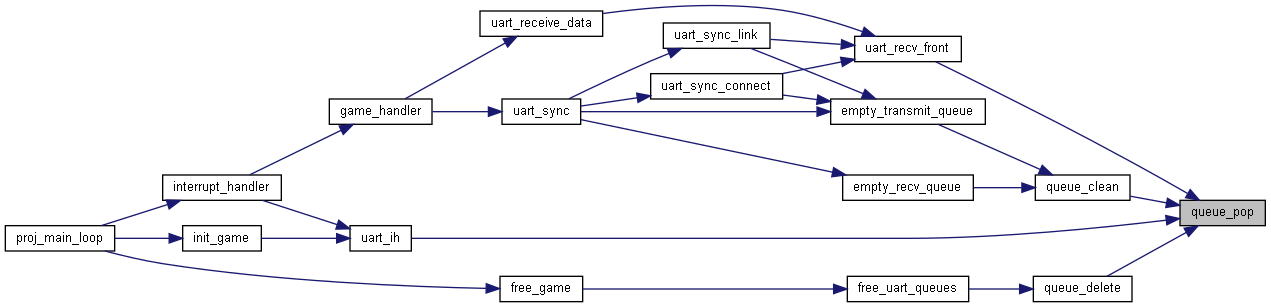 uart_receive_data
uart_sync_link
uart_recv_front
uart_sync_connect
game_handler
uart_sync
empty_transmit_queue
interrupt_handler
empty_recv_queue
queue_clean
queue_pop
proj_main_loop
init_game
uart_ih
free_game
free_uart_queues
queue_delete